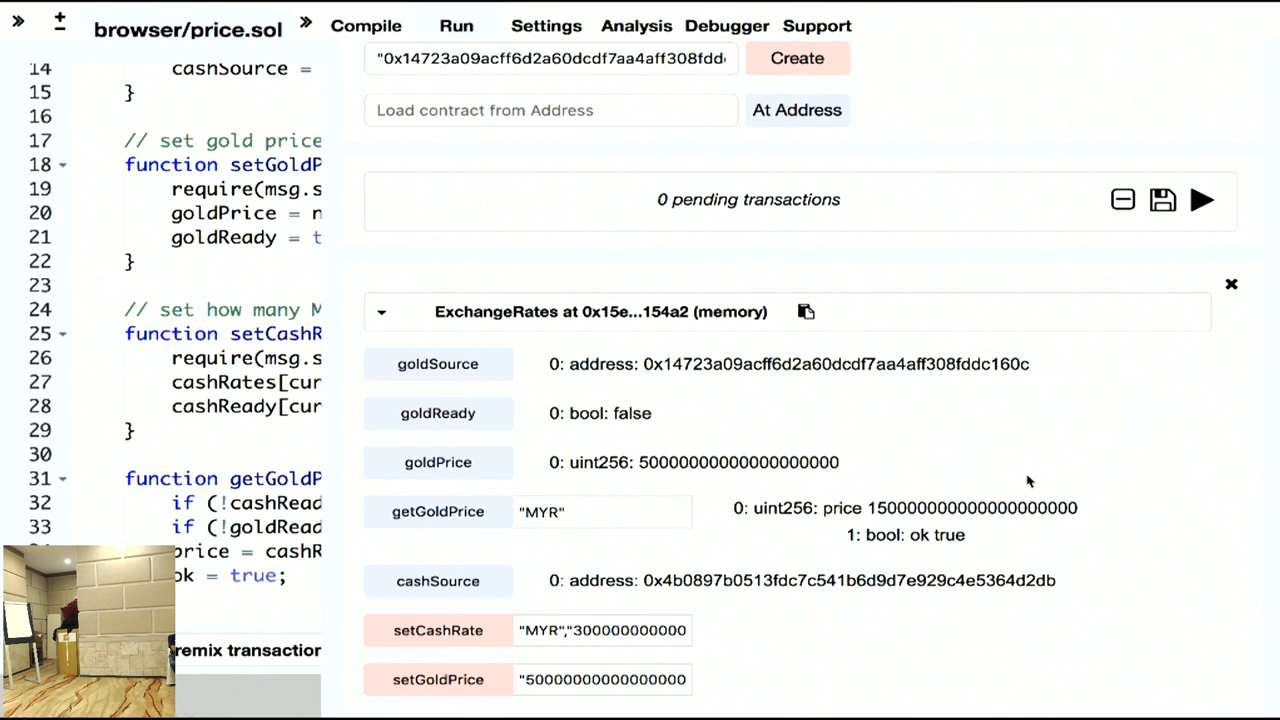 browser/price.sol
Compile Run Settings Analysis Debugger Support
14 cashSource =
15 }
16
17 // set gold price
18 function setGoldP
19 require(msg.s
20 goldPrice = n
21 goldReady = t
22 }
23
24 // set how many M
25 function setCashR
26 require(msg.s
27 cashRates[cur
28 cashReady[cur
29 }
30
31 function getGoldP
32 if (!cashRead
33 if (!goldRead
price = cashR
ok = true;
remix transaction
"0x14723a09acff6d2a60dcdf7aa4aff308fdd
Create
Load contract from Address
At Address
0 pending transactions
ExchangeRates at 0x15e...154a2 (memory)
goldSource 0: address: 0x14723a09acff6d2a60dcdf7aa4aff308fddc160c
goldReady 0: bool: false
goldPrice 0: uint256: 50000000000000000000
getGoldPrice "MYR" 0: uint256: price 150000000000000000000
1: bool: ok true
cashSource 0: address: 0x4b0897b0513fdc7c541b6d9d7e929c4e5364d2db
setCashRate "MYR","300000000000
setGoldPrice "50000000000000000